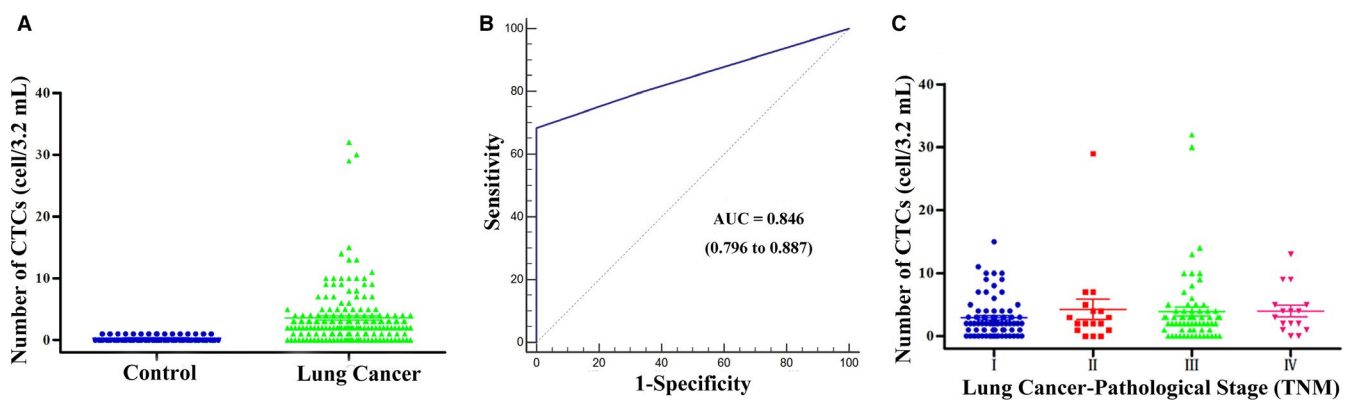 A
Number of CTCs (cell/3.2 mL)
40
30
20
10
0
Control
Lung Cancer
B
Sensitivity
100
80
60
40
20
0
AUC = 0.846
(0.796 to 0.887)
0 20 40 60 80 100
1-Specificity
C
Number of CTCs (cell/3.2 mL)
40
30
20
10
0
I II III IV
Lung Cancer-Pathological Stage (TNM)